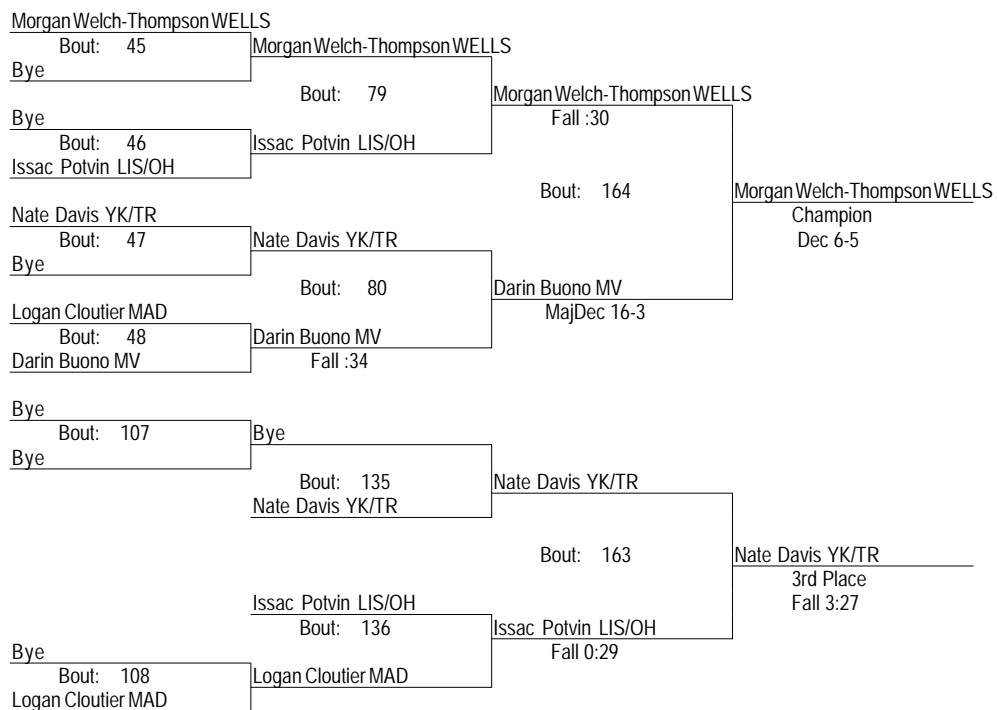 Morgan Welch-Thompson WELLS
Bout: 45
Morgan Welch-Thompson WELLS
Bye
Bout: 79
Morgan Welch-Thompson WELLS
Bye
Fall :30
Bout: 46
Issac Potvin LIS/OH
Issac Potvin LIS/OH
Bout: 164
Morgan Welch-Thompson WELLS
Nate Davis YK/TR
Champion
Bout: 47
Nate Davis YK/TR
Dec 6-5
Bye
Bout: 80
Darin Buono MV
Logan Cloutier MAD
MajDec 16-3
Bout: 48
Darin Buono MV
Darin Buono MV
Fall :34
Bye
Bout: 107
Bye
Bye
Bout: 135
Nate Davis YK/TR
Nate Davis YK/TR
Bout: 163
Nate Davis YK/TR
3rd Place
Fall 3:27
Issac Potvin LIS/OH
Bout: 136
Issac Potvin LIS/OH
Bye
Fall 0:29
Bout: 108
Logan Cloutier MAD
Logan Cloutier MAD